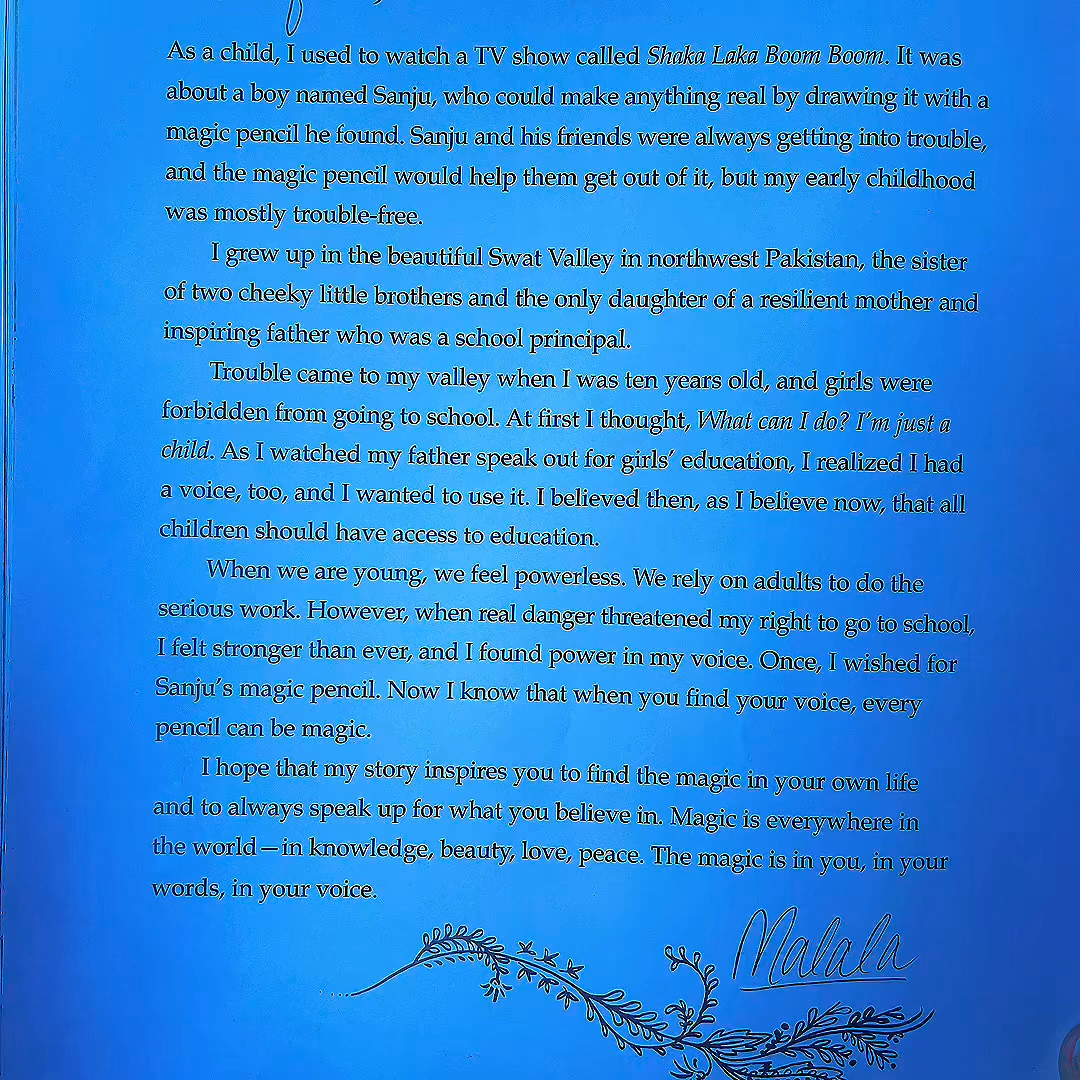 As a child, I used to watch a TV show called Shaka Laka Boom Boom. It was
about a boy named Sanju, who could make anything real by drawing it with a
magic pencil he found. Sanju and his friends were always getting into trouble,
and the magic pencil would help them get out of it, but my early childhood
was mostly trouble-free.
I grew up in the beautiful Swat Valley in northwest Pakistan, the sister
of two cheeky little brothers and the only daughter of a resilient mother and
inspiring father who was a school principal.
Trouble came to my valley when I was ten years old, and girls were
forbidden from going to school. At first I thought, What can I do? I'm just a
child. As I watched my father speak out for girls' education, I realized I had
a voice, too, and I wanted to use it. I believed then, as I believe now, that all
children should have access to education.
When we are young, we feel powerless. We rely on adults to do the
serious work. However, when real danger threatened my right to go to school,
I felt stronger than ever, and I found power in my voice. Once, I wished for
Sanju's magic pencil. Now I know that when you find your voice, every
pencil can be magic.
I hope that my story inspires you to find the magic in your own life
and to always speak up for what you believe in. Magic is everywhere in
the world—in knowledge, beauty, love, peace. The magic is in you, in your
words, in your voice.
Malala